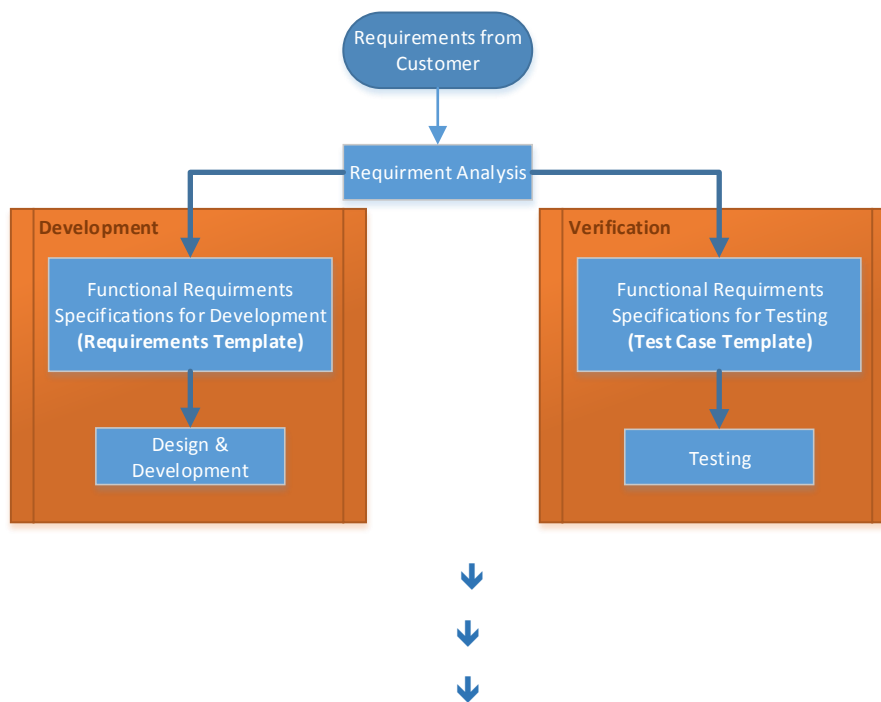 Requirements from
Customer
Requirment Analysis
Development
Functional Requirments
Specifications for Development
(Requirements Template)
Design &
Development
Verification
Functional Requirments
Specifications for Testing
(Test Case Template)
Testing